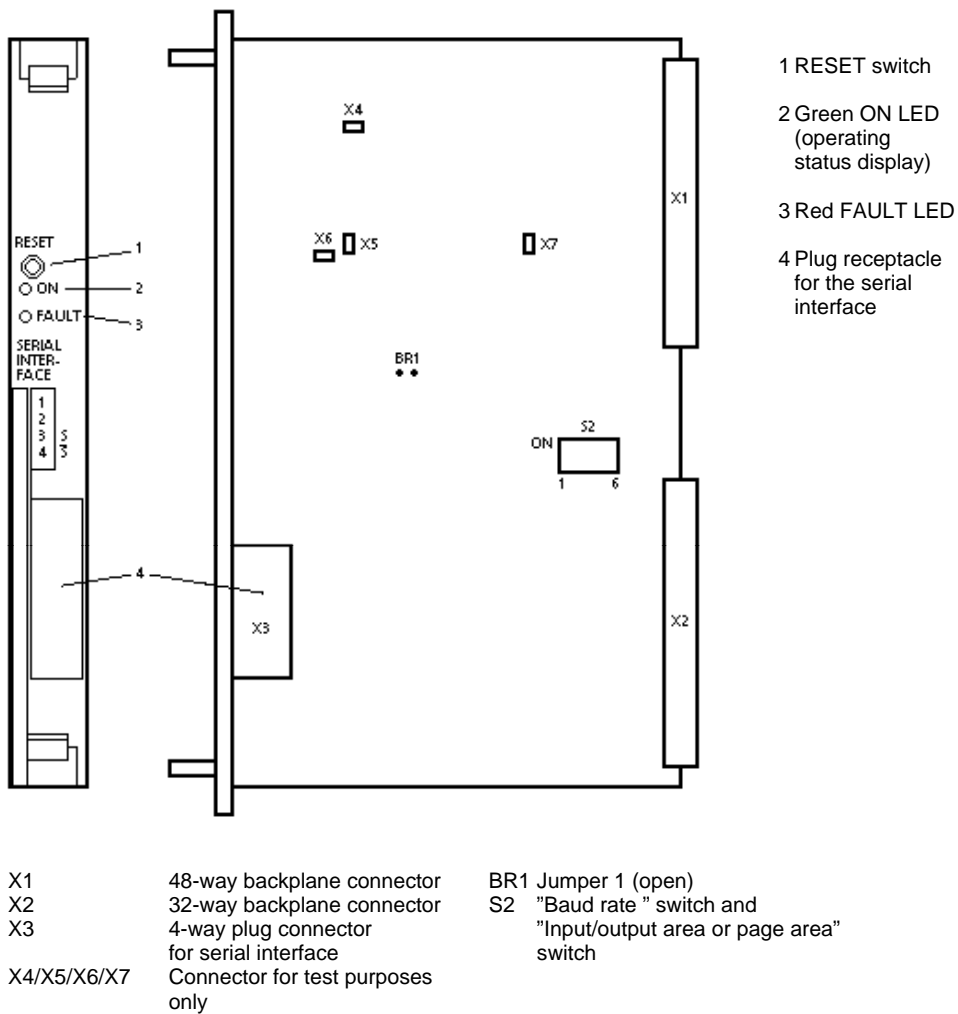 RESET
ON
FAULT
SERIAL
INTER-
FACE
1
2
3
4
S
S̅
1
2
3
4
X4
X6
X5
X7
BR1
S2
ON
1 6
X1
X2
X3
1 RESET switch
2 Green ON LED
(operating
status display)
3 Red FAULT LED
4 Plug receptacle
for the serial
interface
X1 48-way backplane connector
X2 32-way backplane connector
X3 4-way plug connector
for serial interface
X4/X5/X6/X7 Connector for test purposes
only
BR1 Jumper 1 (open)
S2 ”Baud rate ” switch and
”Input/output area or page area”
switch